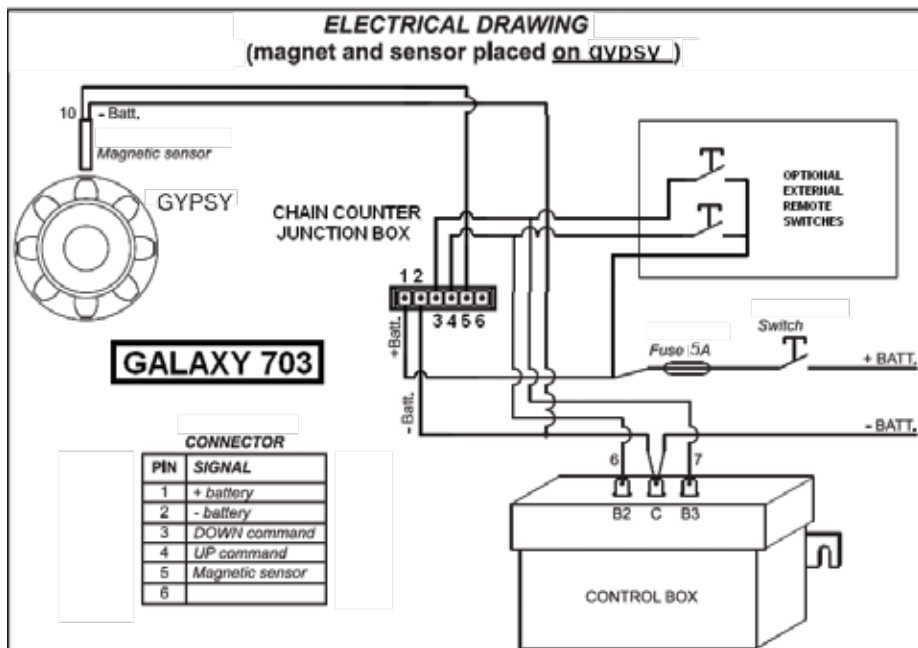 ELECTRICAL DRAWING
(magnet and sensor placed on gypsy )
10
- Batt.
Magnetic sensor
GYPSY
CHAIN COUNTER
JUNCTION BOX
OPTIONAL
EXTERNAL
REMOTE
SWITCHES
1 2
3 4 5 6
+Batt.
- Batt.
GALAXY 703
Fuse 5A
Switch
+ BATT.
- BATT.
CONNECTOR
PIN SIGNAL
1 + battery
2 - battery
3 DOWN command
4 UP command
5 Magnetic sensor
6
6
7
B2 C B3
CONTROL BOX